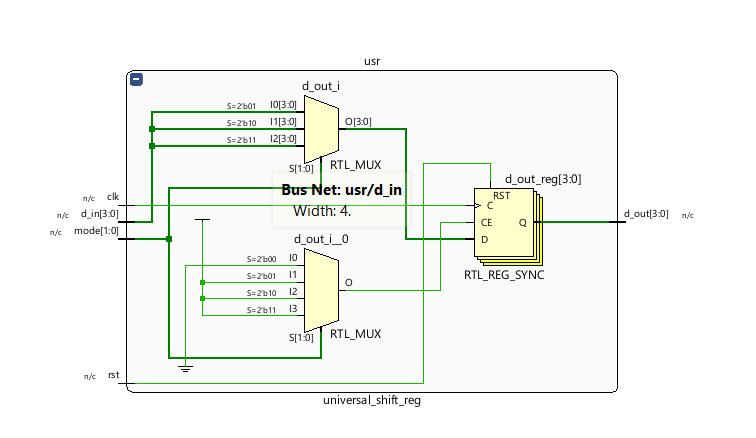 usr
d_out_i
S=2'b01 I0[3:0]
S=2'b10 I1[3:0] O[3:0]
S=2'b11 I2[3:0]
S[1:0] RTL_MUX
Bus Net: usr/d_in
Width: 4.
d_out_reg[3:0]
n/c clk
RST
C
n/c d_in[3:0]
CE Q d_out[3:0] n/c
n/c mode[1:0]
D
d_out_i__0
S=2'b00 I0
S=2'b01 I1 O
S=2'b10 I2
S=2'b11 I3
S[1:0] RTL_MUX
RTL_REG_SYNC
n/c rst
universal_shift_reg